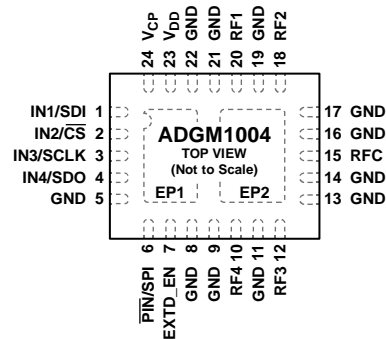 24 VCP
23 VDD
22 GND
21 GND
20 RF1
19 GND
18 RF2
IN1/SDI 1
IN2/C̅S̅ 2
IN3/SCLK 3
IN4/SDO 4
GND 5
ADGM1004
TOP VIEW
(Not to Scale)
EP1
EP2
17 GND
16 GND
15 RFC
14 GND
13 GND
P̅I̅N̅/SPI 6
EXTD_EN 7
GND 8
GND 9
RF4 10
GND 11
RF3 12